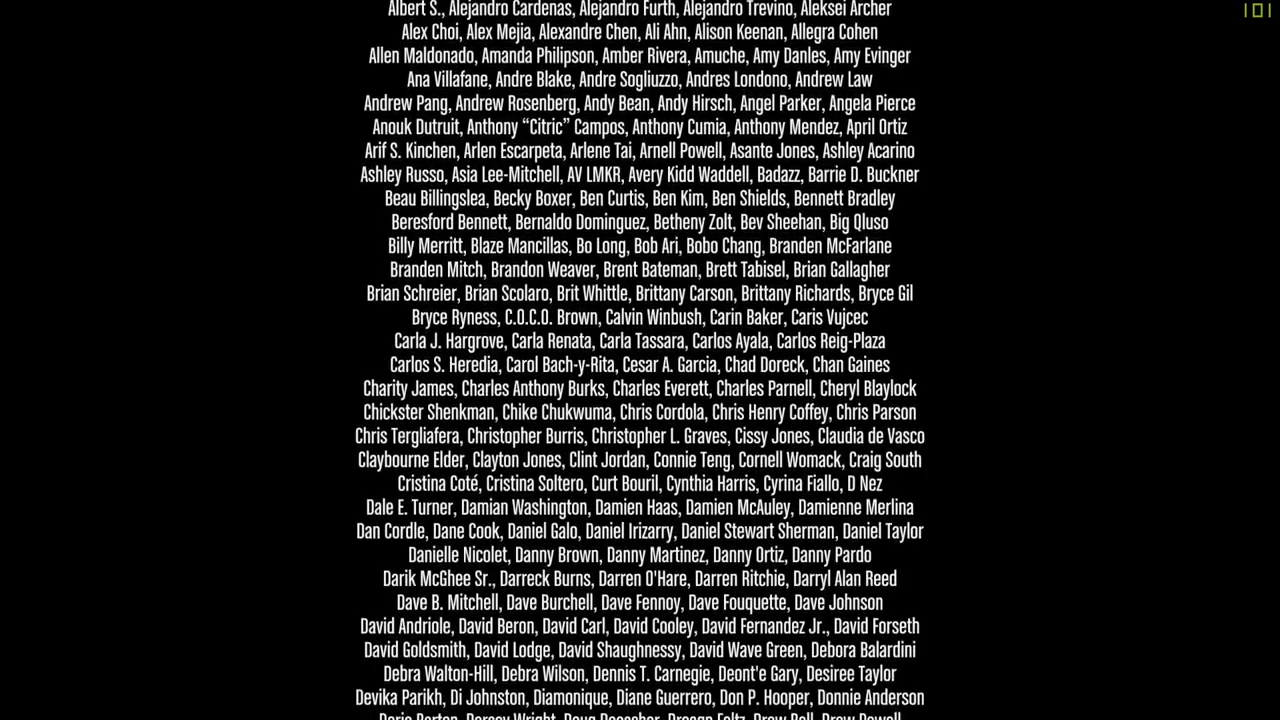 101
Albert S., Alejandro Cardenas, Alejandro Furth, Alejandro Trevino, Aleksei Archer
Alex Choi, Alex Mejia, Alexandre Chen, Ali Ahn, Alison Keenan, Allegra Cohen
Allen Maldonado, Amanda Philipson, Amber Rivera, Amuche, Amy Danles, Amy Evinger
Ana Villafane, Andre Blake, Andre Sogliuzzo, Andres Londono, Andrew Law
Andrew Pang, Andrew Rosenberg, Andy Bean, Andy Hirsch, Angel Parker, Angela Pierce
Anouk Dutruit, Anthony “Citric” Campos, Anthony Cumia, Anthony Mendez, April Ortiz
Arif S. Kinchen, Arlen Escarpeta, Arlene Tai, Arnell Powell, Asante Jones, Ashley Acarino
Ashley Russo, Asia Lee-Mitchell, AV LMKR, Avery Kidd Waddell, Badazz, Barrie D. Buckner
Beau Billingslea, Becky Boxer, Ben Curtis, Ben Kim, Ben Shields, Bennett Bradley
Beresford Bennett, Bernaldo Dominguez, Betheny Zolt, Bev Sheehan, Big Qluso
Billy Merritt, Blaze Mancillas, Bo Long, Bob Ari, Bobo Chang, Branden McFarlane
Branden Mitch, Brandon Weaver, Brent Bateman, Brett Tabisel, Brian Gallagher
Brian Schreier, Brian Scolaro, Brit Whittle, Brittany Carson, Brittany Richards, Bryce Gil
Bryce Ryness, C.O.C.O. Brown, Calvin Winbush, Carin Baker, Caris Vujcec
Carla J. Hargrove, Carla Renata, Carla Tassara, Carlos Ayala, Carlos Reig-Plaza
Carlos S. Heredia, Carol Bach-y-Rita, Cesar A. Garcia, Chad Doreck, Chan Gaines
Charity James, Charles Anthony Burks, Charles Everett, Charles Parnell, Cheryl Blaylock
Chickster Shenkman, Chike Chukwuma, Chris Cordola, Chris Henry Coffey, Chris Parson
Chris Tergliafera, Christopher Burris, Christopher L. Graves, Cissy Jones, Claudia de Vasco
Claybourne Elder, Clayton Jones, Clint Jordan, Connie Teng, Cornell Womack, Craig South
Cristina Coté, Cristina Soltero, Curt Bouril, Cynthia Harris, Cyrina Fiallo, D Nez
Dale E. Turner, Damian Washington, Damien Haas, Damien McAuley, Damienne Merlina
Dan Cordle, Dane Cook, Daniel Galo, Daniel Irizarry, Daniel Stewart Sherman, Daniel Taylor
Danielle Nicolet, Danny Brown, Danny Martinez, Danny Ortiz, Danny Pardo
Darik McGhee Sr., Darreck Burns, Darren O'Hare, Darren Ritchie, Darryl Alan Reed
Dave B. Mitchell, Dave Burchell, Dave Fennoy, Dave Fouquette, Dave Johnson
David Andriole, David Beron, David Carl, David Cooley, David Fernandez Jr., David Forseth
David Goldsmith, David Lodge, David Shaughnessy, David Wave Green, Debora Balardini
Debra Walton-Hill, Debra Wilson, Dennis T. Carnegie, Deont'e Gary, Desiree Taylor
Devika Parikh, Di Johnston, Diamonique, Diane Guerrero, Don P. Hooper, Donnie Anderson